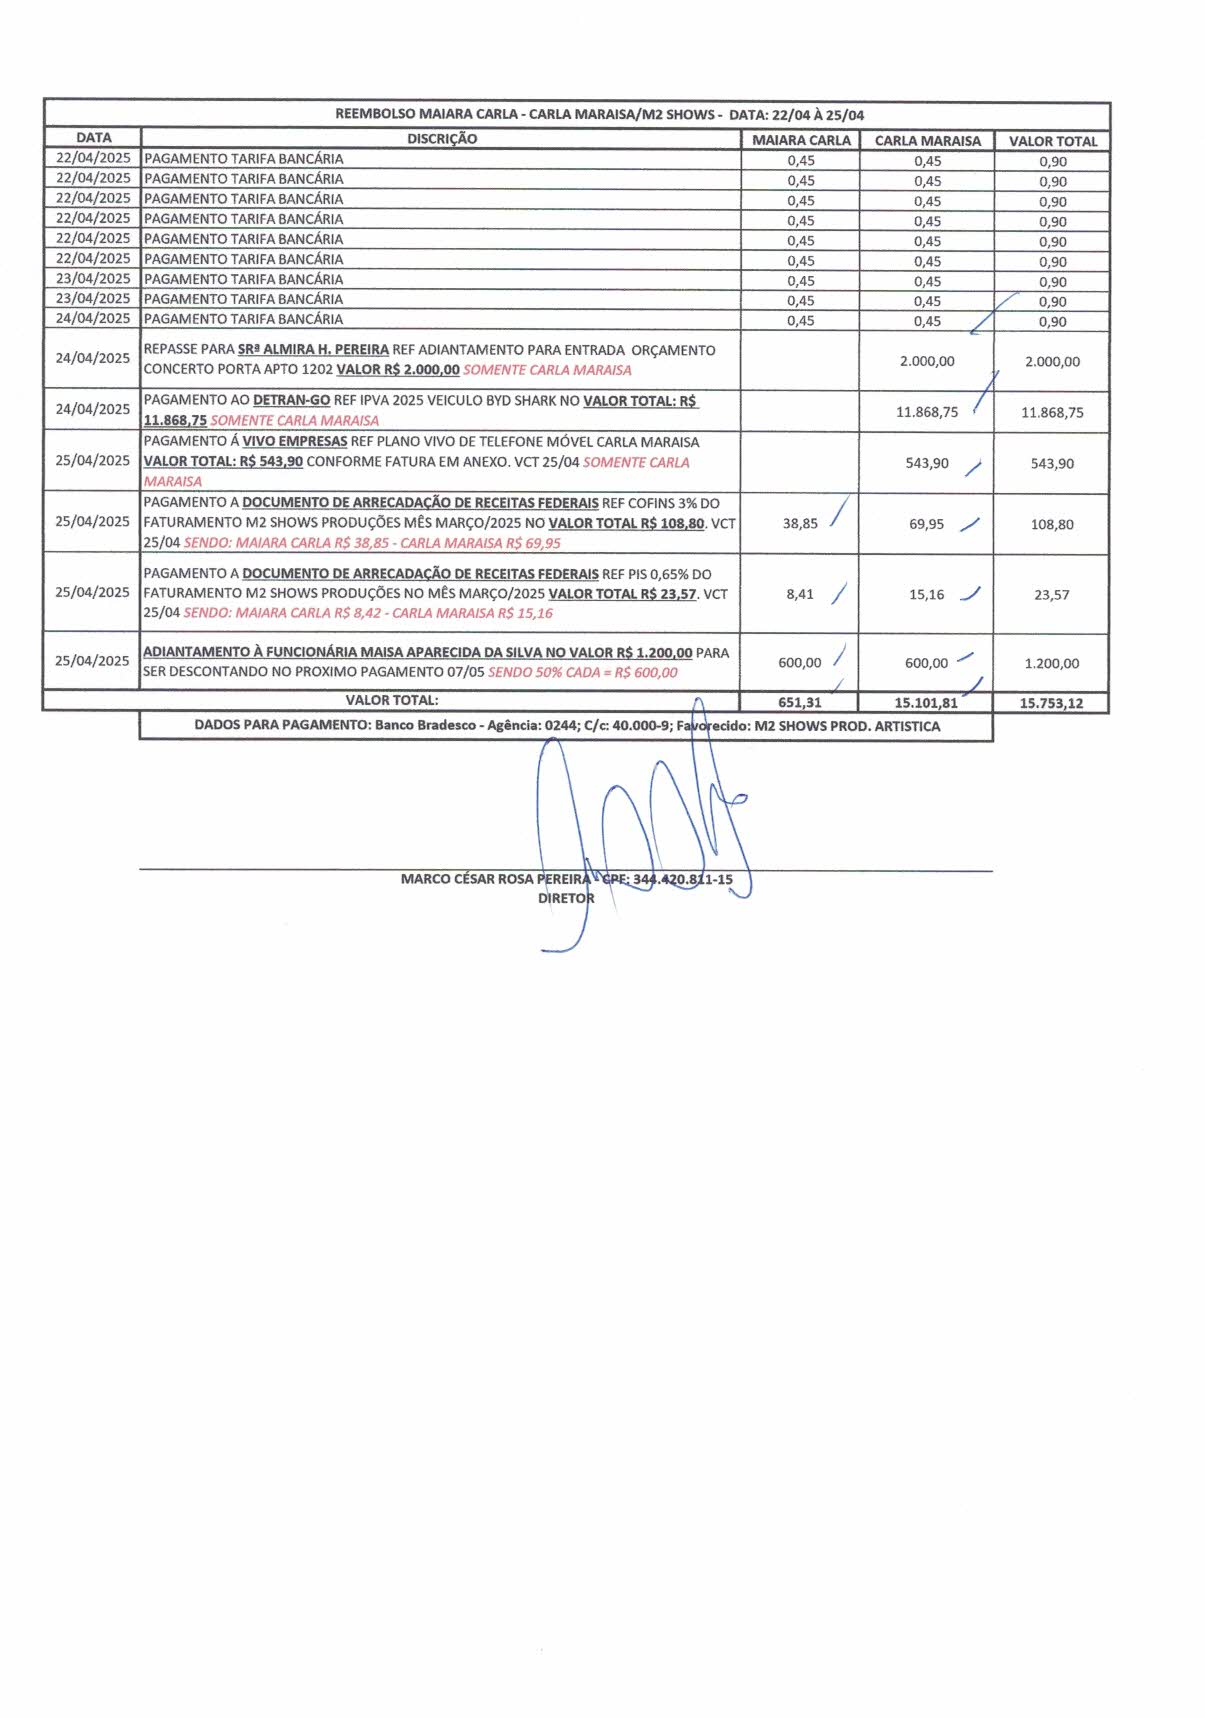 REEMBOLSO MAIARA CARLA - CARLA MARAISA/M2 SHOWS - DATA: 22/04 À 25/04
DATA DISCRIÇÃO MAIARA CARLA CARLA MARAISA VALOR TOTAL
22/04/2025 PAGAMENTO TARIFA BANCÁRIA 0,45 0,45 0,90
22/04/2025 PAGAMENTO TARIFA BANCÁRIA 0,45 0,45 0,90
22/04/2025 PAGAMENTO TARIFA BANCÁRIA 0,45 0,45 0,90
22/04/2025 PAGAMENTO TARIFA BANCÁRIA 0,45 0,45 0,90
22/04/2025 PAGAMENTO TARIFA BANCÁRIA 0,45 0,45 0,90
22/04/2025 PAGAMENTO TARIFA BANCÁRIA 0,45 0,45 0,90
23/04/2025 PAGAMENTO TARIFA BANCÁRIA 0,45 0,45 0,90
23/04/2025 PAGAMENTO TARIFA BANCÁRIA 0,45 0,45 0,90
24/04/2025 PAGAMENTO TARIFA BANCÁRIA 0,45 0,45 0,90
24/04/2025 REPASSE PARA SRª ALMIRA H. PEREIRA REF ADIANTAMENTO PARA ENTRADA ORÇAMENTO
CONCERTO PORTA APTO 1202 VALOR R$ 2.000,00 SOMENTE CARLA MARAISA 2.000,00 2.000,00
24/04/2025 PAGAMENTO AO DETRAN-GO REF IPVA 2025 VEICULO BYD SHARK NO VALOR TOTAL: R$
11.868,75 SOMENTE CARLA MARAISA 11.868,75 11.868,75
PAGAMENTO Á VIVO EMPRESAS REF PLANO VIVO DE TELEFONE MÓVEL CARLA MARAISA
25/04/2025 VALOR TOTAL: R$ 543,90 CONFORME FATURA EM ANEXO. VCT 25/04 SOMENTE CARLA 543,90 543,90
MARAISA
PAGAMENTO A DOCUMENTO DE ARRECADAÇÃO DE RECEITAS FEDERAIS REF COFINS 3% DO
25/04/2025 FATURAMENTO M2 SHOWS PRODUÇÕES MÊS MARÇO/2025 NO VALOR TOTAL R$ 108,80. VCT 38,85 69,95 108,80
25/04 SENDO: MAIARA CARLA R$ 38,85 - CARLA MARAISA R$ 69,95
PAGAMENTO A DOCUMENTO DE ARRECADAÇÃO DE RECEITAS FEDERAIS REF PIS 0,65% DO
25/04/2025 FATURAMENTO M2 SHOWS PRODUÇÕES NO MÊS MARÇO/2025 VALOR TOTAL R$ 23,57. VCT 8,41 15,16 23,57
25/04 SENDO: MAIARA CARLA R$ 8,42 - CARLA MARAISA R$ 15,16
25/04/2025 ADIANTAMENTO À FUNCIONÁRIA MAISA APARECIDA DA SILVA NO VALOR R$ 1.200,00 PARA
SER DESCONTANDO NO PROXIMO PAGAMENTO 07/05 SENDO 50% CADA = R$ 600,00 600,00 600,00 1.200,00
VALOR TOTAL: 651,31 15.101,81 15.753,12
DADOS PARA PAGAMENTO: Banco Bradesco - Agência: 0244; C/c: 40.000-9; Favorecido: M2 SHOWS PROD. ARTISTICA
MARCO CÉSAR ROSA PEREIRA - CPF: 344.420.811-15
DIRETOR